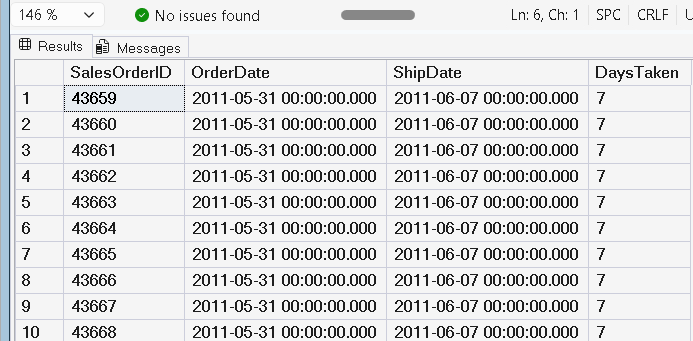 146 % No issues found Ln: 6, Ch: 1 SPC CRLF
Results Messages
SalesOrderID OrderDate ShipDate DaysTaken
1 43659 2011-05-31 00:00:00.000 2011-06-07 00:00:00.000 7
2 43660 2011-05-31 00:00:00.000 2011-06-07 00:00:00.000 7
3 43661 2011-05-31 00:00:00.000 2011-06-07 00:00:00.000 7
4 43662 2011-05-31 00:00:00.000 2011-06-07 00:00:00.000 7
5 43663 2011-05-31 00:00:00.000 2011-06-07 00:00:00.000 7
6 43664 2011-05-31 00:00:00.000 2011-06-07 00:00:00.000 7
7 43665 2011-05-31 00:00:00.000 2011-06-07 00:00:00.000 7
8 43666 2011-05-31 00:00:00.000 2011-06-07 00:00:00.000 7
9 43667 2011-05-31 00:00:00.000 2011-06-07 00:00:00.000 7
10 43668 2011-05-31 00:00:00.000 2011-06-07 00:00:00.000 7